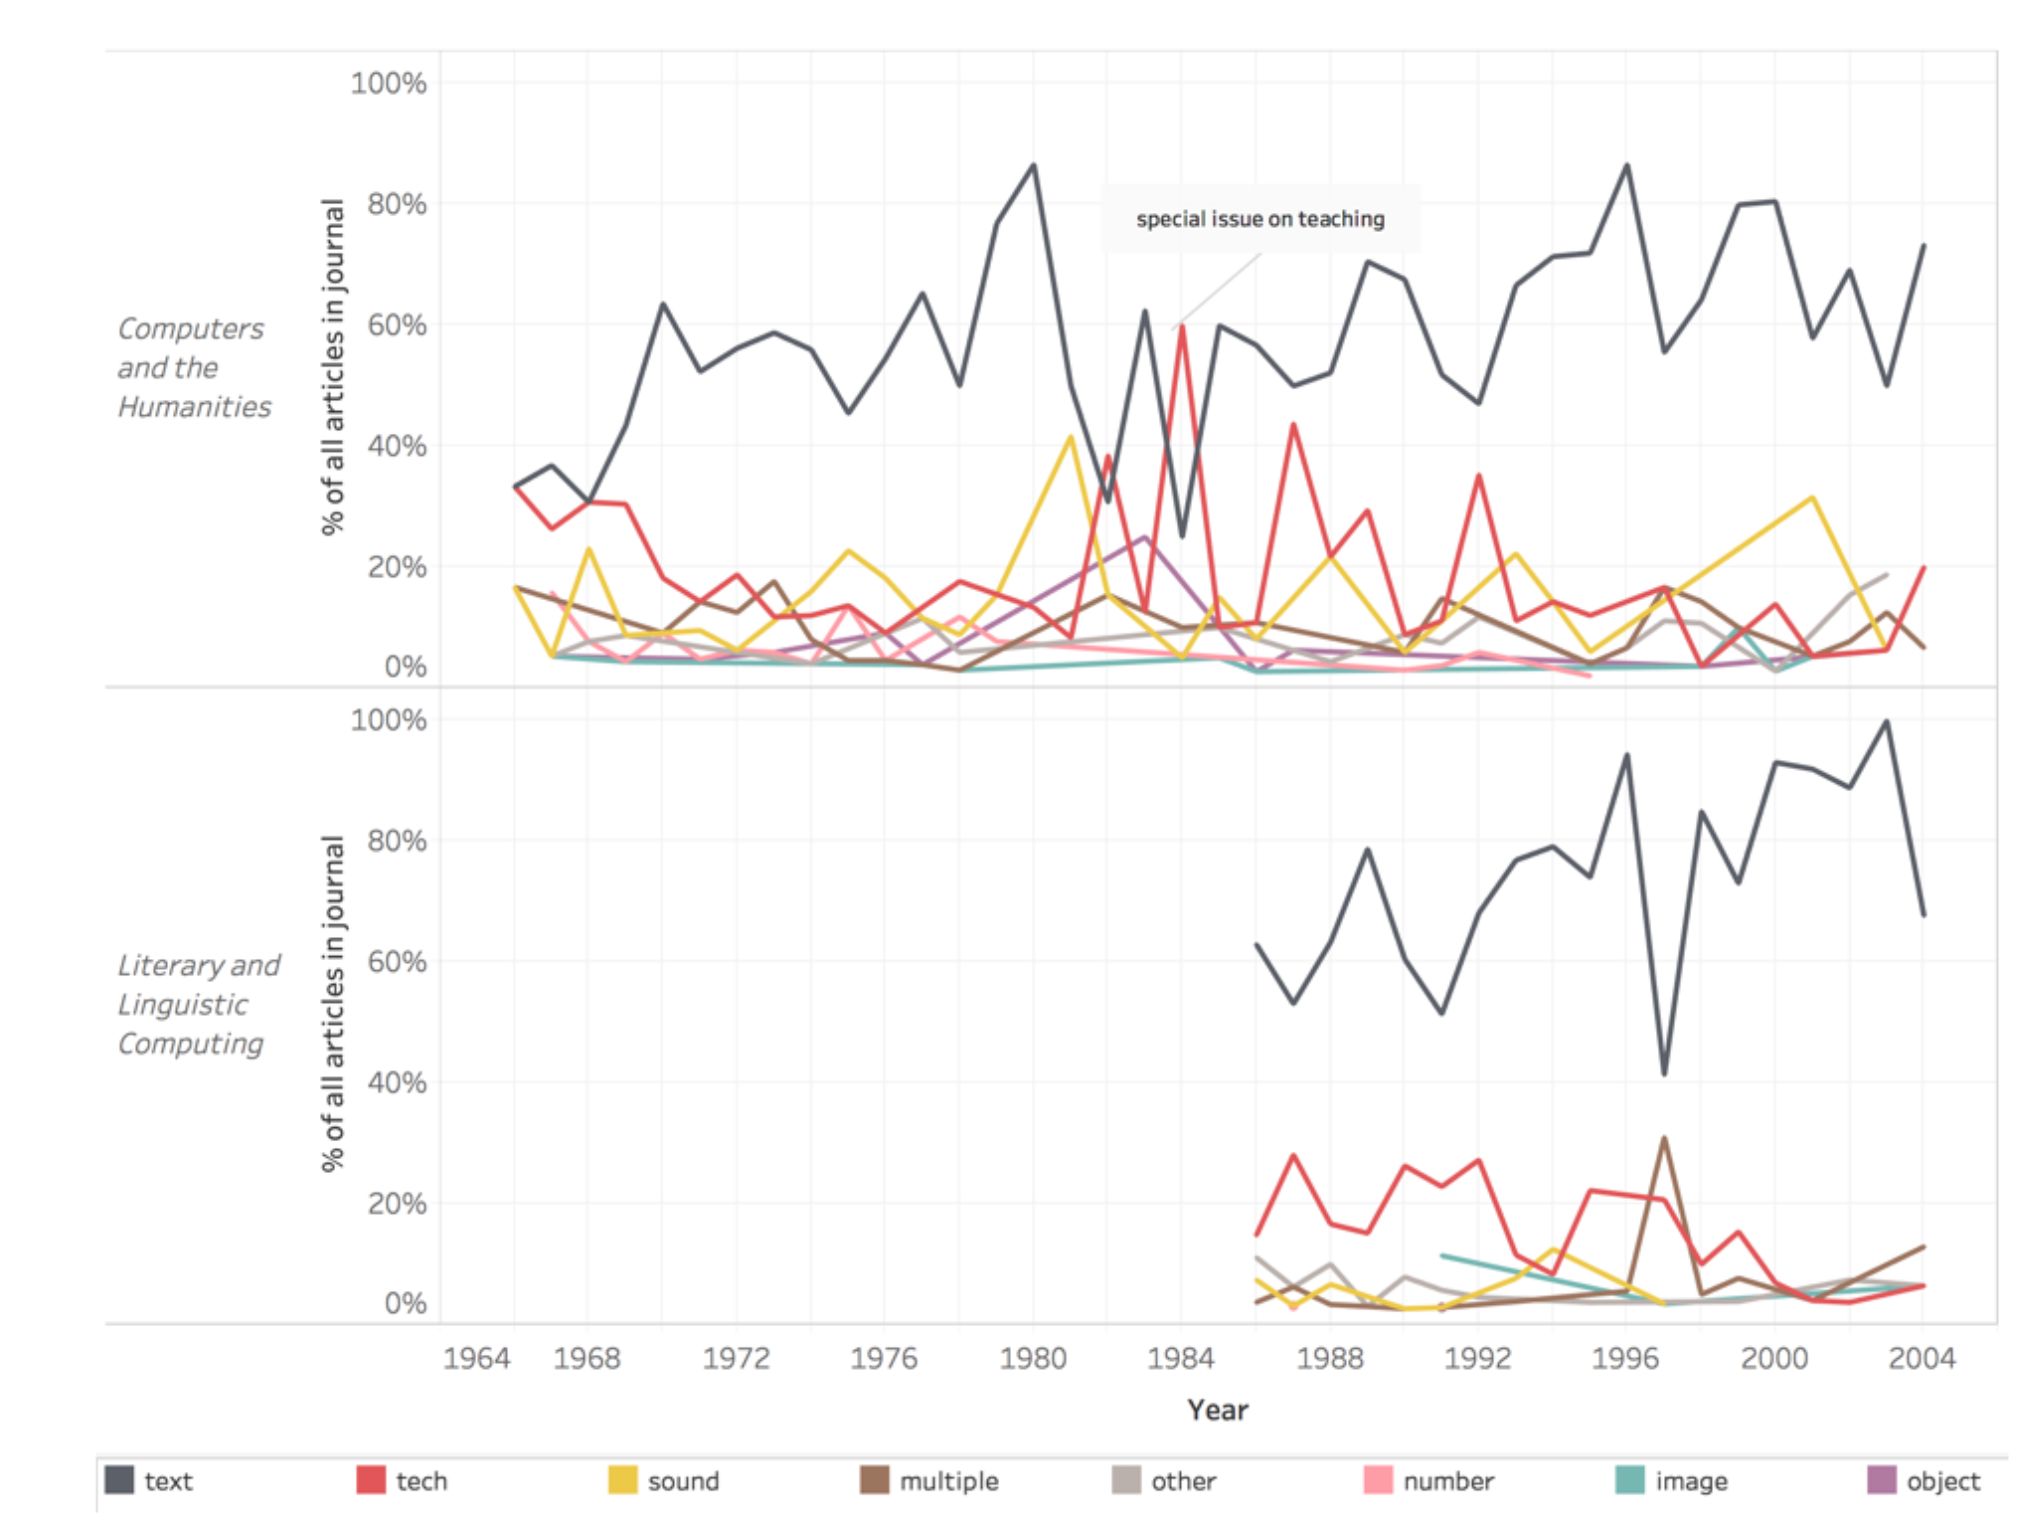 100%
80%
60%
40%
20%
0%
% of all articles in journal
Computers
and the
Humanities
special issue on teaching
100%
80%
60%
40%
20%
0%
% of all articles in journal
Literary and
Linguistic
Computing
1964 1968 1972 1976 1980 1984 1988 1992 1996 2000 2004
Year
text tech sound multiple other number image object